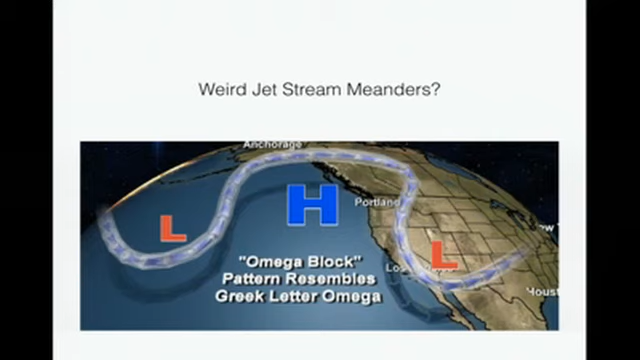 Weird Jet Stream Meanders?
Anchorage
H
Portland
L
L
"Omega Block"
Pattern Resembles
Greek Letter Omega